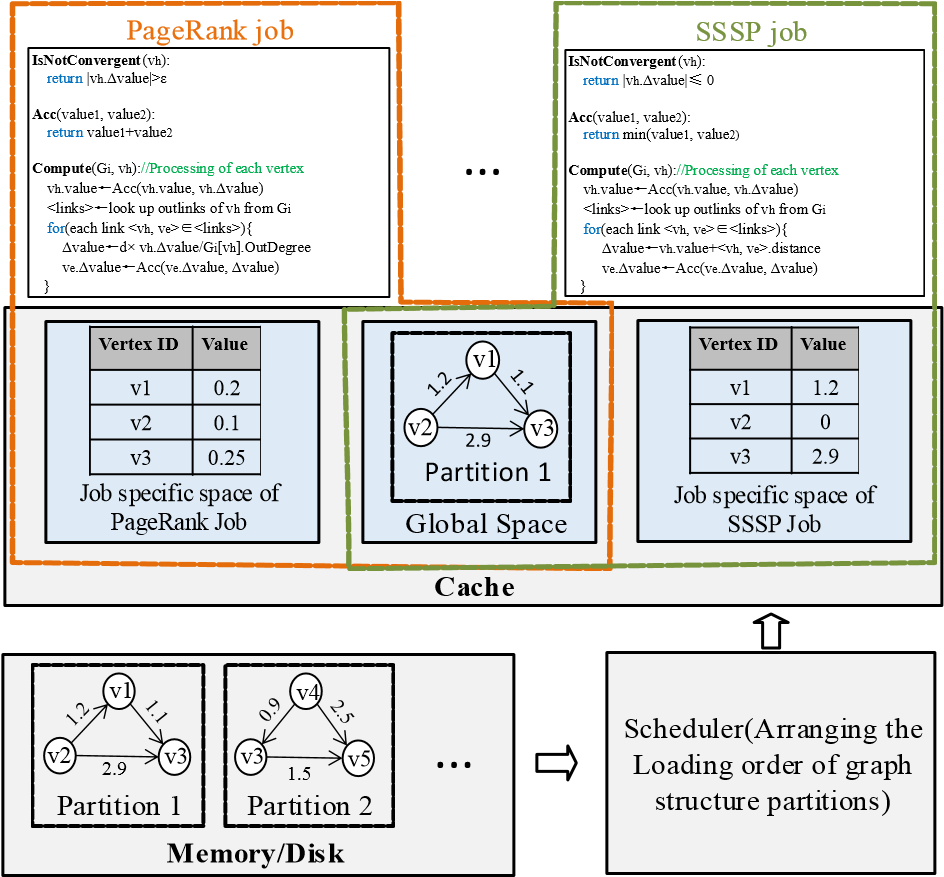 PageRank job
IsNotConvergent(vh):
return |vh.Δvalue|>ε
Acc(value1, value2):
return value1+value2
Compute(Gi, vh)://Processing of each vertex
vh.value←Acc(vh.value, vh.Δvalue)
<links>←look up outlinks of vh from Gi
for(each link <vh, ve>∈<links>){
Δvalue←d× vh.Δvalue/Gi[vh].OutDegree
ve.Δvalue←Acc(ve.Δvalue, Δvalue)
}
...
SSSP job
IsNotConvergent(vh):
return |vh.Δvalue|≤ 0
Acc(value1, value2):
return min(value1, value2)
Compute(Gi, vh)://Processing of each vertex
vh.value←Acc(vh.value, vh.Δvalue)
<links>←look up outlinks of vh from Gi
for(each link <vh, ve>∈<links>){
Δvalue←vh.value+<vh, ve>.distance
ve.Δvalue←Acc(ve.Δvalue, Δvalue)
}
Vertex ID Value
v1 0.2
v2 0.1
v3 0.25
Job specific space of
PageRank Job
v1
1.2
1.1
v2
v3
2.9
Partition 1
Global Space
Vertex ID Value
v1 1.2
v2 0
v3 2.9
Job specific space of
SSSP Job
Cache
v1
1.2
1.1
v2
v3
2.9
Partition 1
v4
0.9
2.5
v3
v5
1.5
Partition 2
...
Memory/Disk
Scheduler(Arranging the
Loading order of graph
structure partitions)